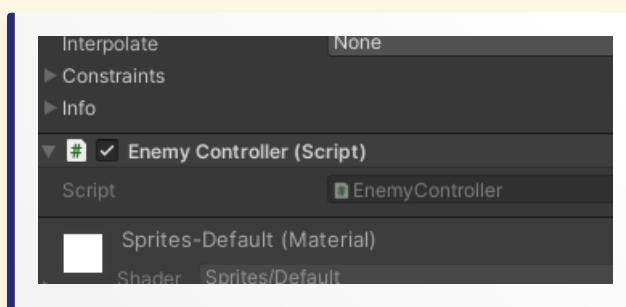 Interpolate None
Constraints
Info
# Enemy Controller (Script)
Script # EnemyController
Sprites-Default (Material)
Shader Sprites/Default